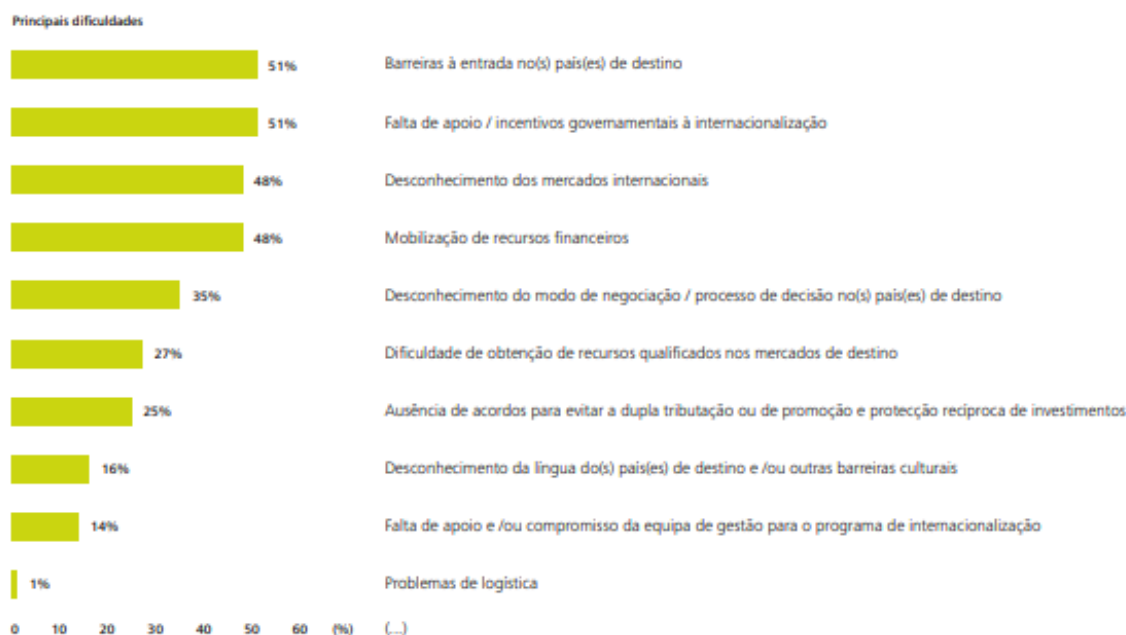 Principais dificuldades
51% Barreiras à entrada no(s) país(es) de destino
51% Falta de apoio / incentivos governamentais à internacionalização
48% Desconhecimento dos mercados internacionais
48% Mobilização de recursos financeiros
35% Desconhecimento do modo de negociação / processo de decisão no(s) país(es) de destino
27% Dificuldade de obtenção de recursos qualificados nos mercados de destino
25% Ausência de acordos para evitar a dupla tributação ou de promoção e protecção recíproca de investimentos
16% Desconhecimento da língua do(s) país(es) de destino e /ou outras barreiras culturais
14% Falta de apoio e /ou compromisso da equipa de gestão para o programa de internacionalização
1% Problemas de logística
0 10 20 30 40 50 60 (%) (...)